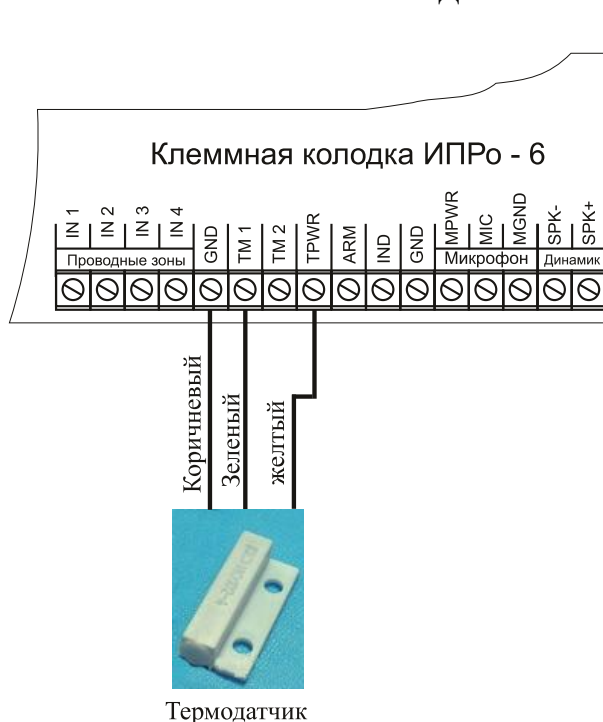 Клеммная колодка ИПРо - 6
IN 1
IN 2
IN 3
IN 4
GND
TM 1
TM 2
TPWR
ARM
IND
GND
MPWR
MIC
MGND
SPK-
SPK+
Проводные зоны
Микрофон
Динамик
Коричневый
Зеленый
желтый
Термодатчик